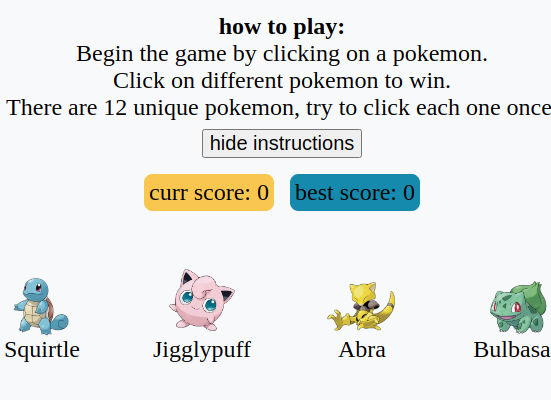 how to play:
Begin the game by clicking on a pokemon.
Click on different pokemon to win.
There are 12 unique pokemon, try to click each one once
hide instructions
curr score: 0 best score: 0
Squirtle Jigglypuff Abra Bulbasa